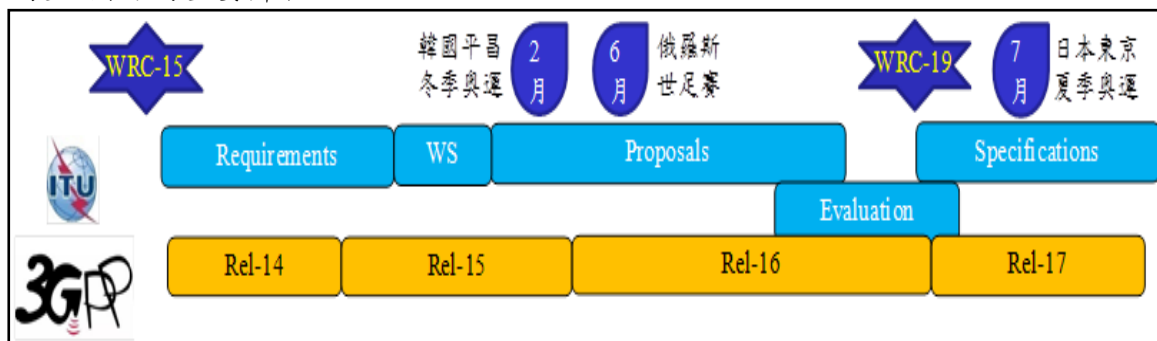 WRC-15
韓國平昌
冬季奧運
2
月
6
月
俄羅斯
世足賽
WRC-19
7
月
日本東京
夏季奧運
Requirements
WS
Proposals
Specifications
ITU
Evaluation
3GPP
Rel-14
Rel-15
Rel-16
Rel-17